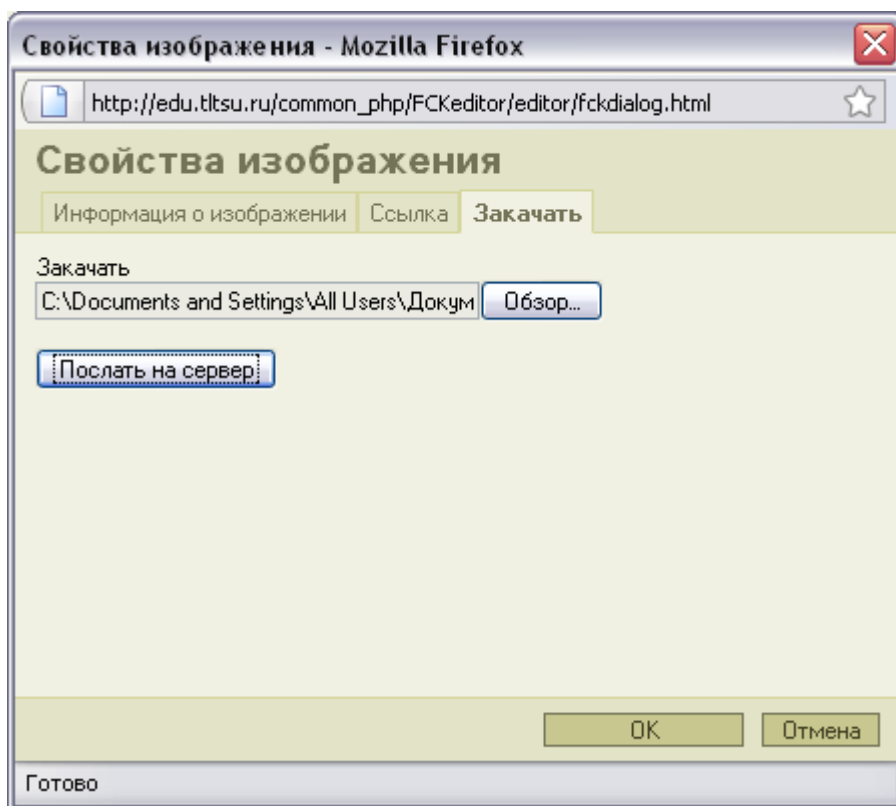 Свойства изображения - Mozilla Firefox
http://edu.tltsu.ru/common_php/FCKeditor/editor/fckdialog.html
Свойства изображения
Информация о изображении Ссылка Закачать
Закачать
C:\Documents and Settings\All Users\Докум Обзор...
Послать на сервер
OK Отмена
Готово